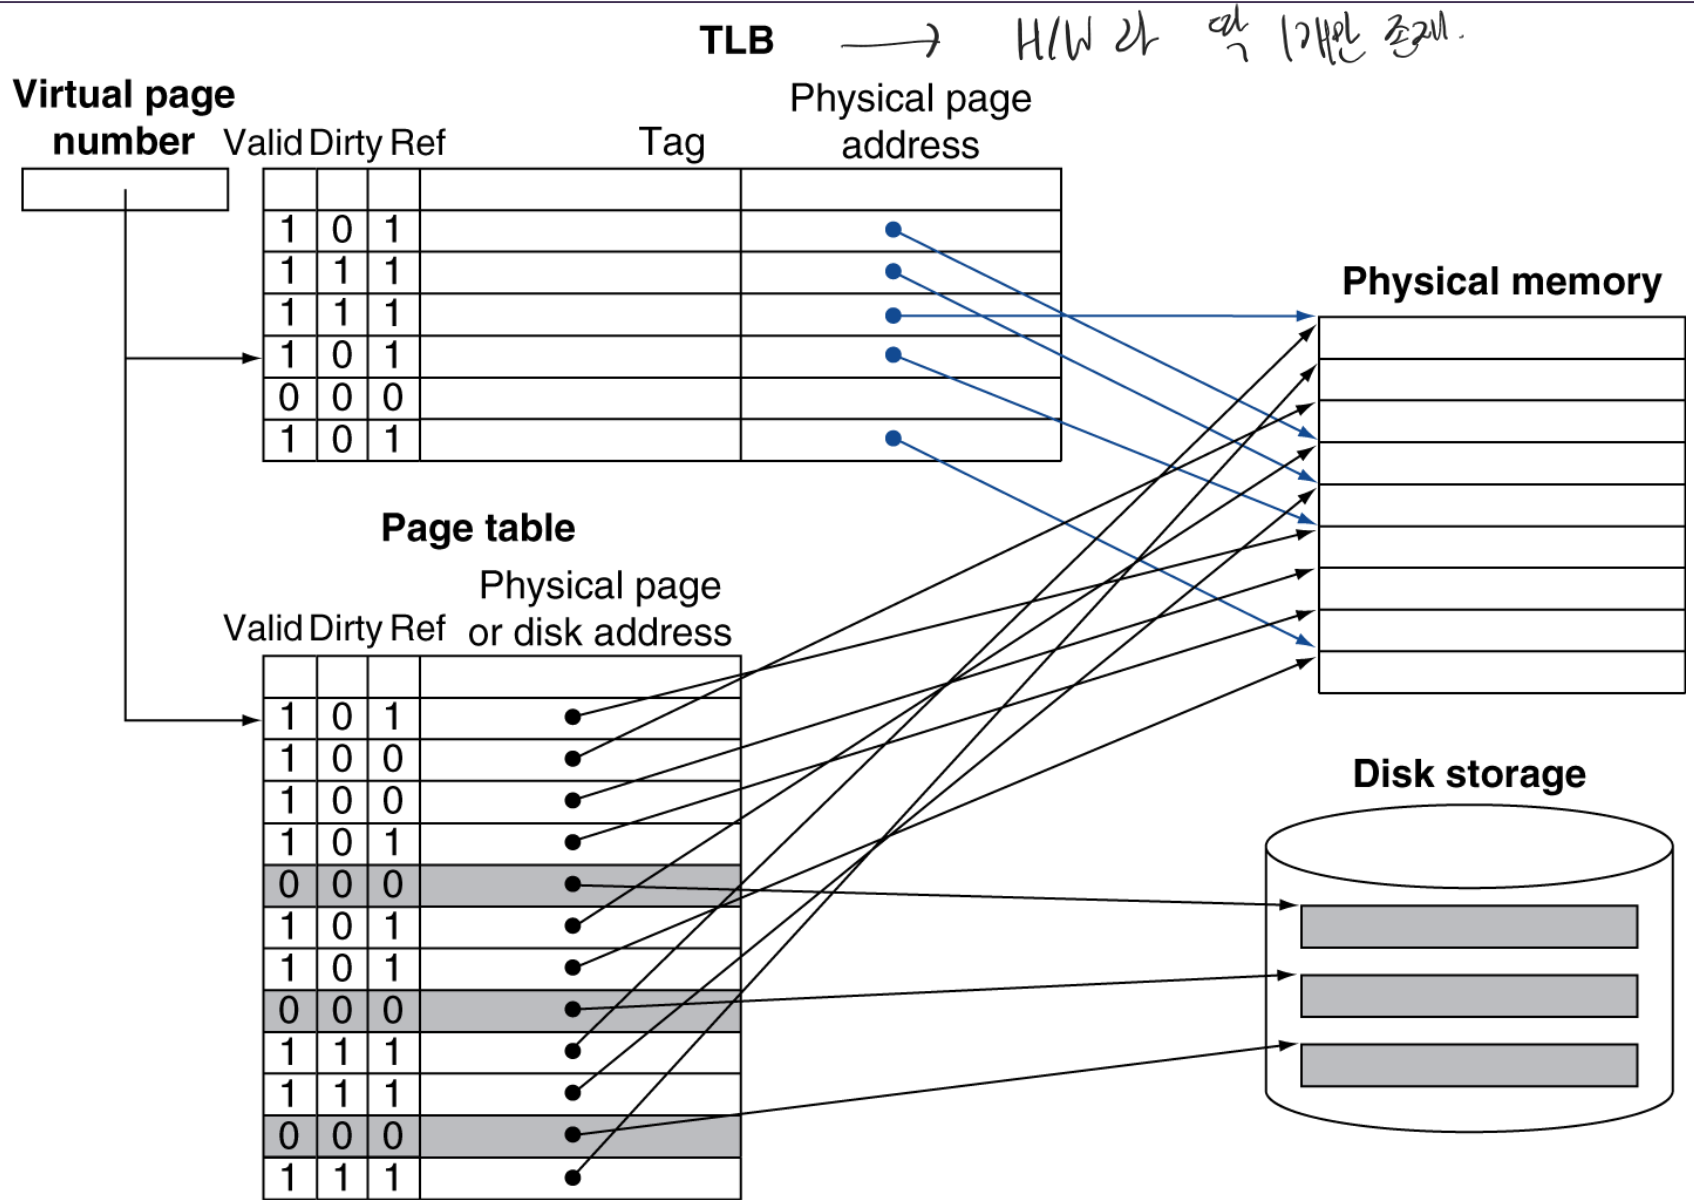 TLB → H/W라 딱 1개만 존재.
Virtual page
number
Valid Dirty Ref
Tag
Physical page
address
1 0 1
1 1 1
1 1 1
1 0 1
0 0 0
1 0 1
Physical memory
Page table
Physical page
or disk address
Valid Dirty Ref
1 0 1
1 0 0
1 0 0
1 0 1
0 0 0
1 0 1
1 0 1
0 0 0
1 1 1
1 1 1
0 0 0
1 1 1
Disk storage